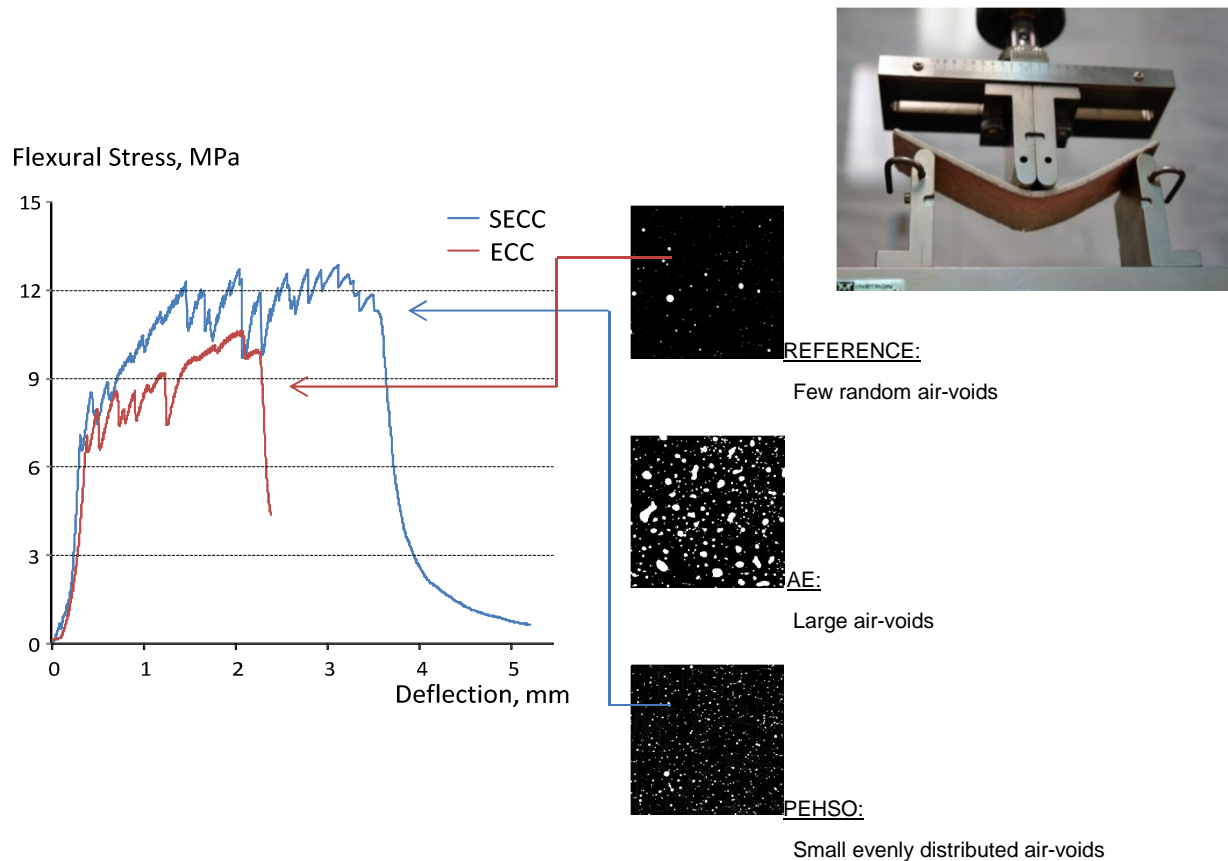 Flexural Stress, MPa
15
12
9
6
3
0
0 1 2 3 4 5
Deflection, mm
SECC
ECC
INSTRON
REFERENCE:
Few random air-voids
AE:
Large air-voids
PEHSO:
Small evenly distributed air-voids